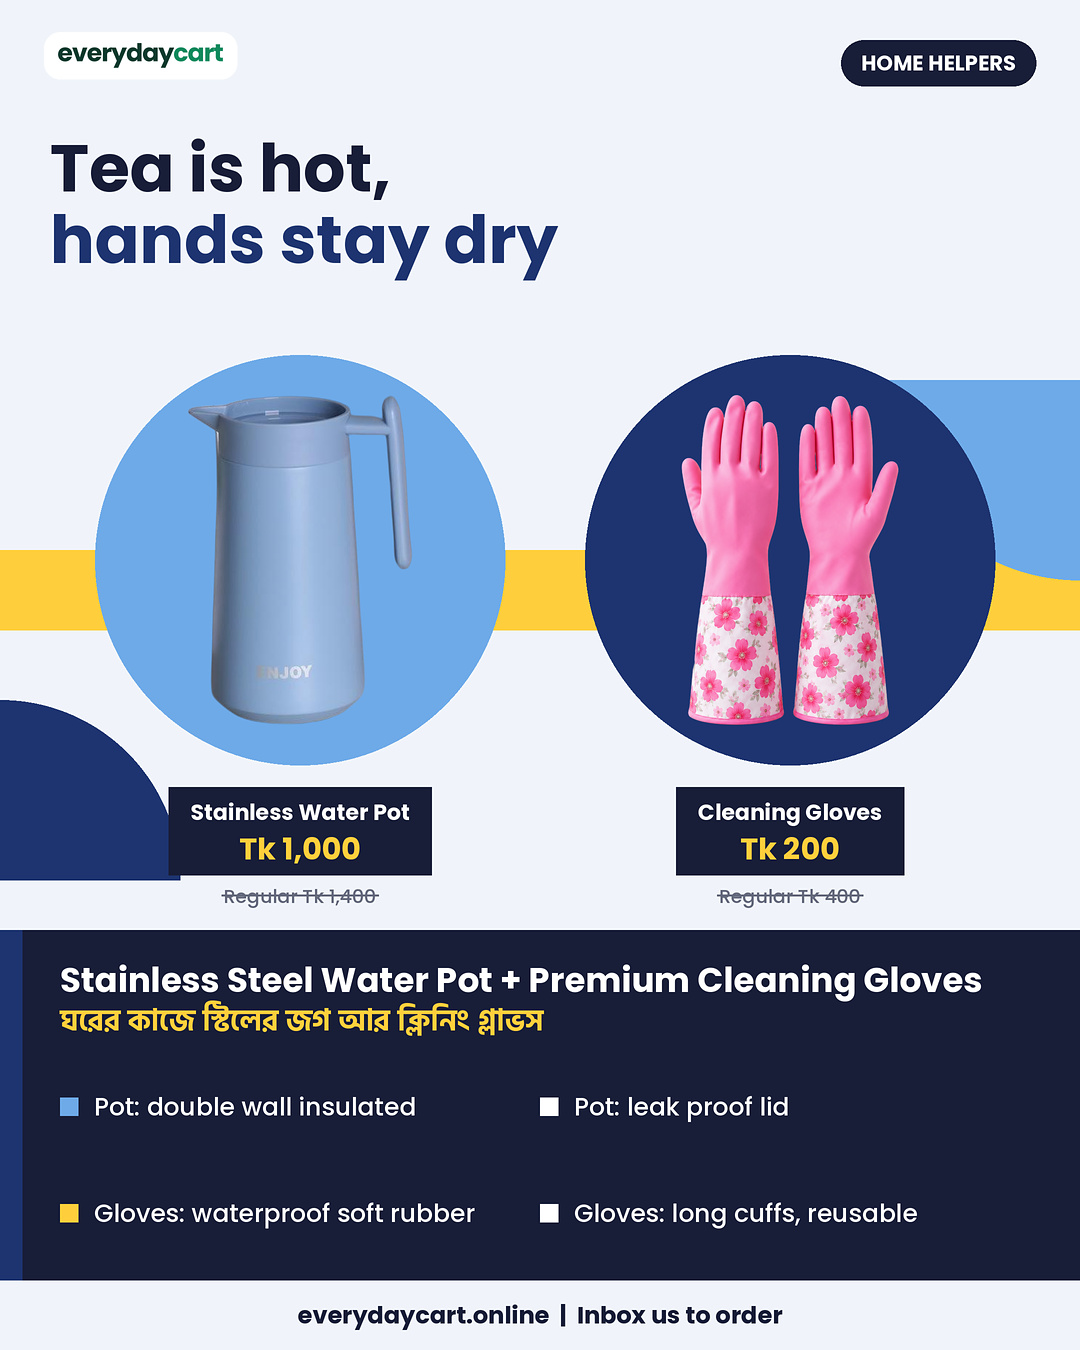 everydaycart
HOME HELPERS
Tea is hot,
hands stay dry
ENJOY
Stainless Water Pot
Tk 1,000
Regular Tk 1,400
Cleaning Gloves
Tk 200
Regular Tk 400
Stainless Steel Water Pot + Premium Cleaning Gloves
ঘরের কাজে স্টিলের জগ আর ক্লিনিং গ্লাভস
Pot: double wall insulated
Pot: leak proof lid
Gloves: waterproof soft rubber
Gloves: long cuffs, reusable
everydaycart.online | Inbox us to order